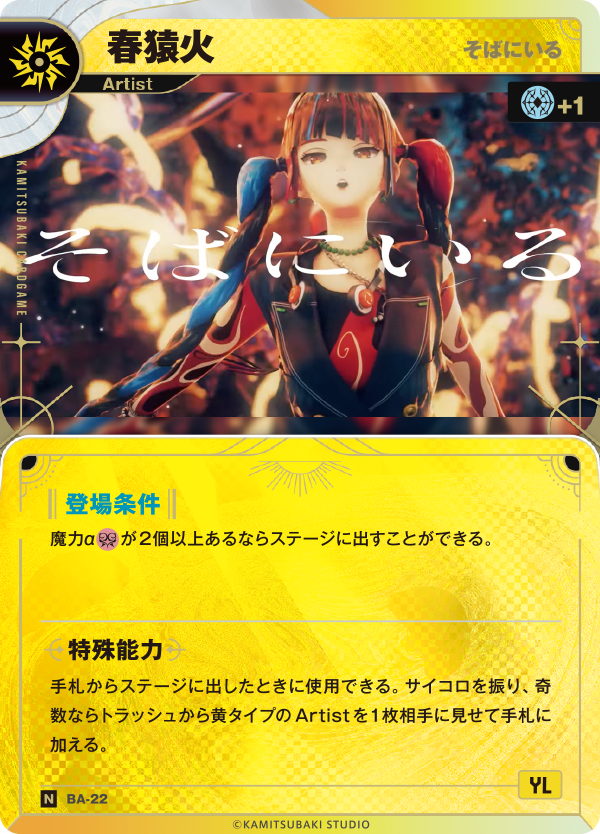 春猿火
そばにいる
Artist
+1
KAMITSUBAKI CARDGAME
そばにいる
登場条件
魔力αが2個以上あるならステージに出すことができる。
特殊能力
手札からステージに出したときに使用できる。サイコロを振り、奇
数ならトラッシュから黄タイプのArtistを1枚相手に見せて手札に
加える。
YL
N BA-22
©KAMITSUBAKI STUDIO